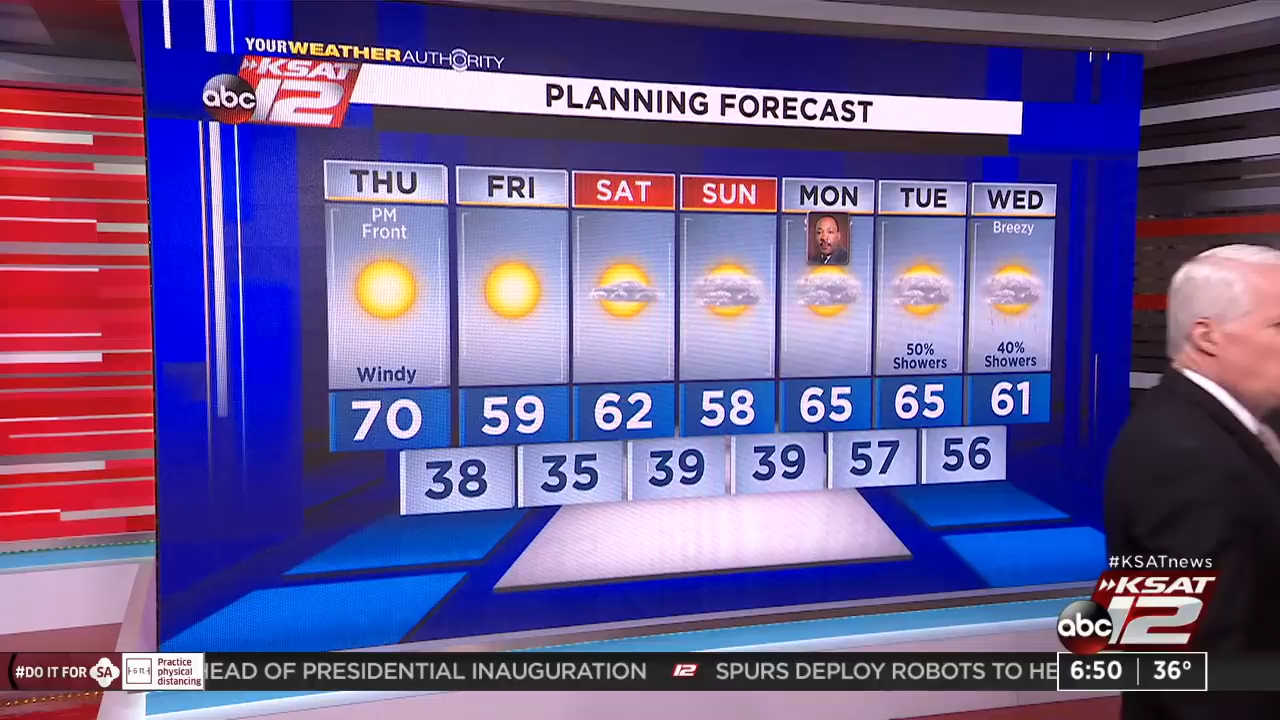 YOUR WEATHER AUTHORITY
KSAT
abc 12
PLANNING FORECAST
THU FRI SAT SUN MON TUE WED
PM
Front
Breezy
Windy
50%
Showers
40%
Showers
70 59 62 58 65 65 61
38 35 39 39 57 56
#KSATnews
KSAT
abc 12
#DO IT FOR SA
6 ft
Practice
physical
distancing
EAD OF PRESIDENTIAL INAUGURATION 12 SPURS DEPLOY ROBOTS TO HE
6:50 36°